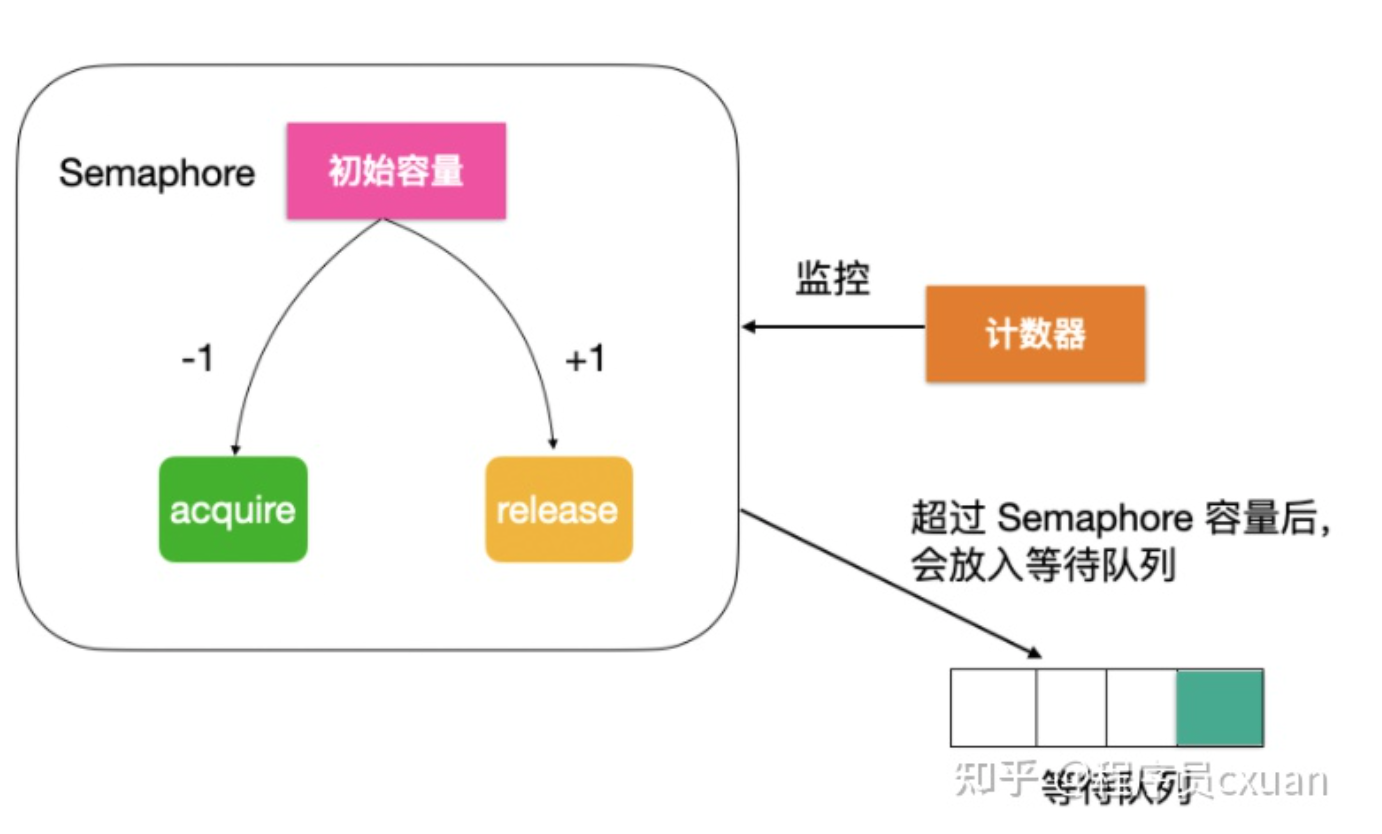 Semaphore
初始容量
监控
计数器
-1
+1
acquire
release
超过 Semaphore 容量后,
会放入等待队列
等待队列
知乎 @程序员cxuan